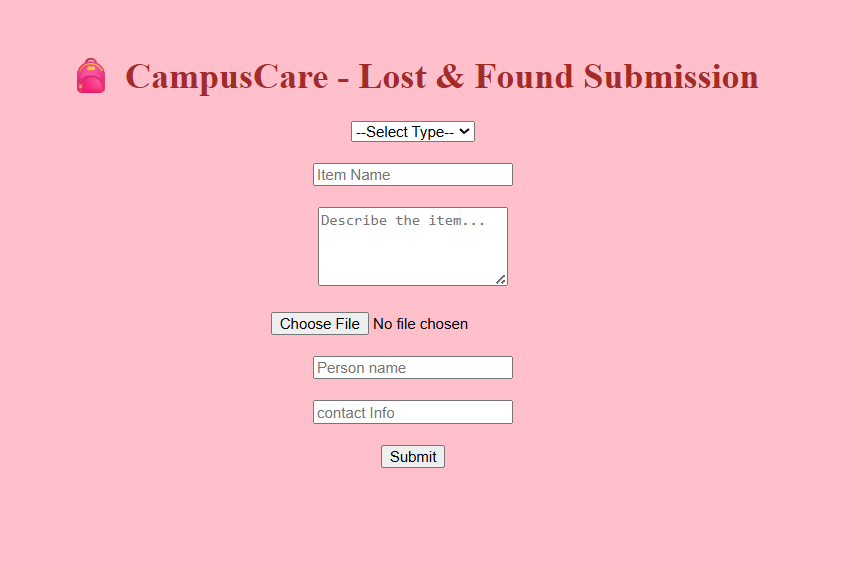 🎒 CampusCare - Lost & Found Submission
--Select Type--
Item Name
Describe the item...
Choose File No file chosen
Person name
contact Info
Submit